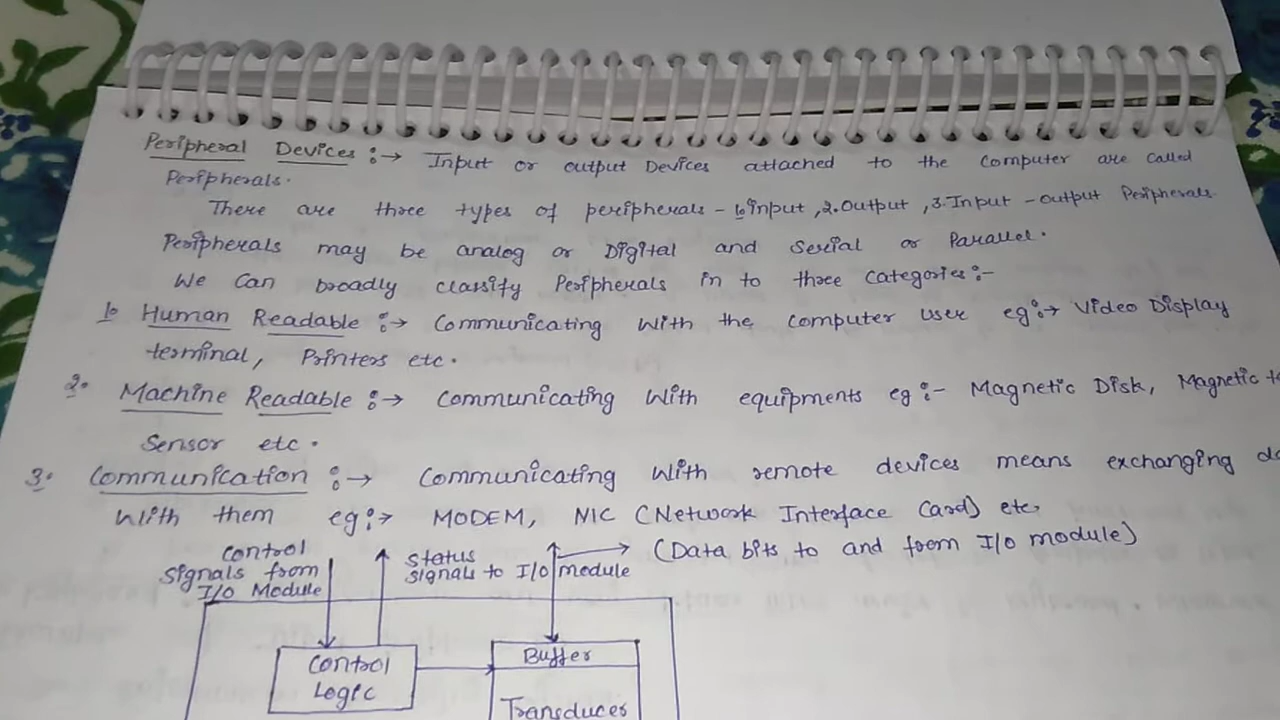 Peripheral Devices :→ Input or output Devices attached to the Computer are called
Peripherals.
There are three types of peripherals - 1. input, 2. output, 3. Input - output Peripherals.
Peripherals may be analog or Digital and Serial or Parallel.
We Can broadly classify Peripherals in to three Categories:-
1. Human Readable :→ Communicating with the computer user eg:→ Video Display
terminal, Printers etc.
2. Machine Readable :→ Communicating with equipments eg:- Magnetic Disk, Magnetic
Sensor etc.
3. Communication :→ Communicating with remote devices means exchanging
with them eg:→ MODEM, NIC (Network Interface Card) etc.
Control
signals from
I/O Module
status
signals to I/O module
(Data bits to and from I/O module)
Control
Logic
Buffer
Transducer